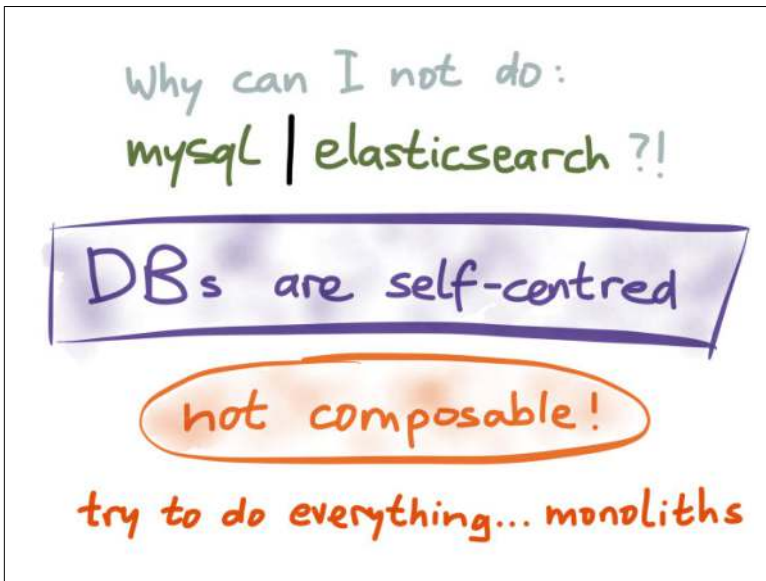 Why can I not do:
mysql | elasticsearch ?!
DBs are self-centred
not composable!
try to do everything... monoliths